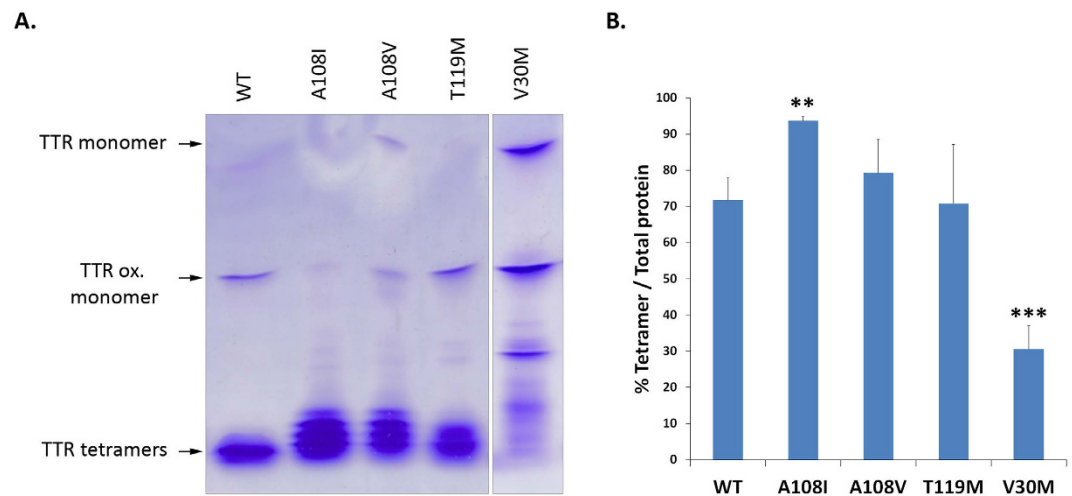 A.
WT
A108I
A108V
T119M
V30M
TTR monomer
TTR ox.
monomer
TTR tetramers
B.
% Tetramer / Total protein
100
90
80
70
60
50
40
30
20
10
0
**
***
WT
A108I
A108V
T119M
V30M